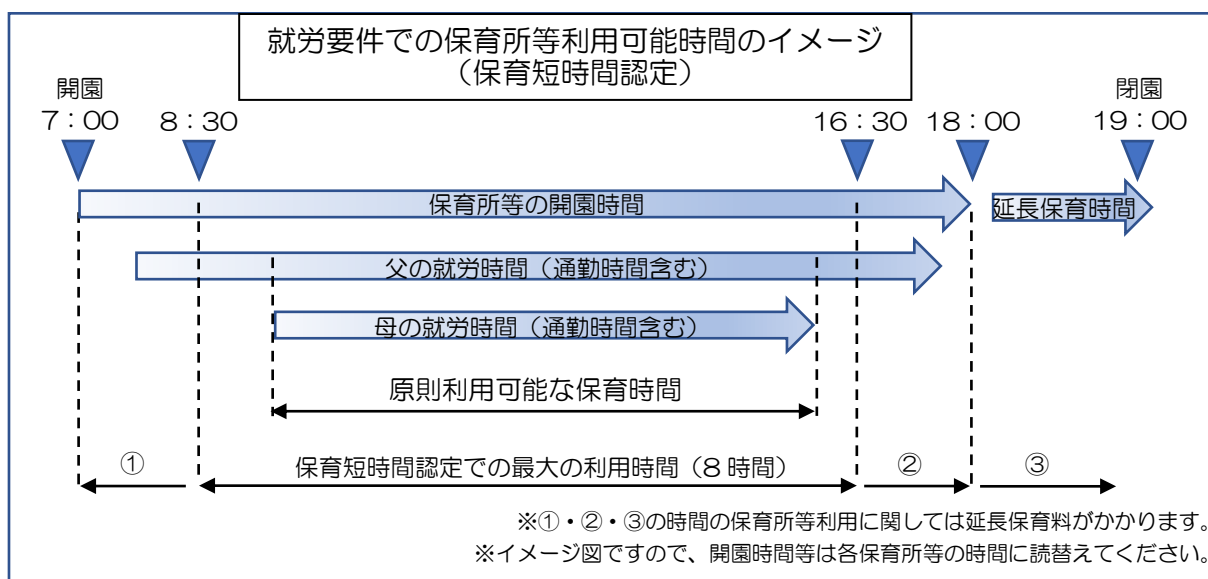 就労要件での保育所等利用可能時間のイメージ
(保育短時間認定)
開園
閉園
7:00
8:30
16:30
18:00
19:00
保育所等の開園時間
延長保育時間
父の就労時間(通勤時間含む)
母の就労時間(通勤時間含む)
原則利用可能な保育時間
①
保育短時間認定での最大の利用時間(8時間)
②
③
※①・②・③の時間の保育所等利用に関しては延長保育料がかかります。
※イメージ図ですので、開園時間等は各保育所等の時間に読替えてください。